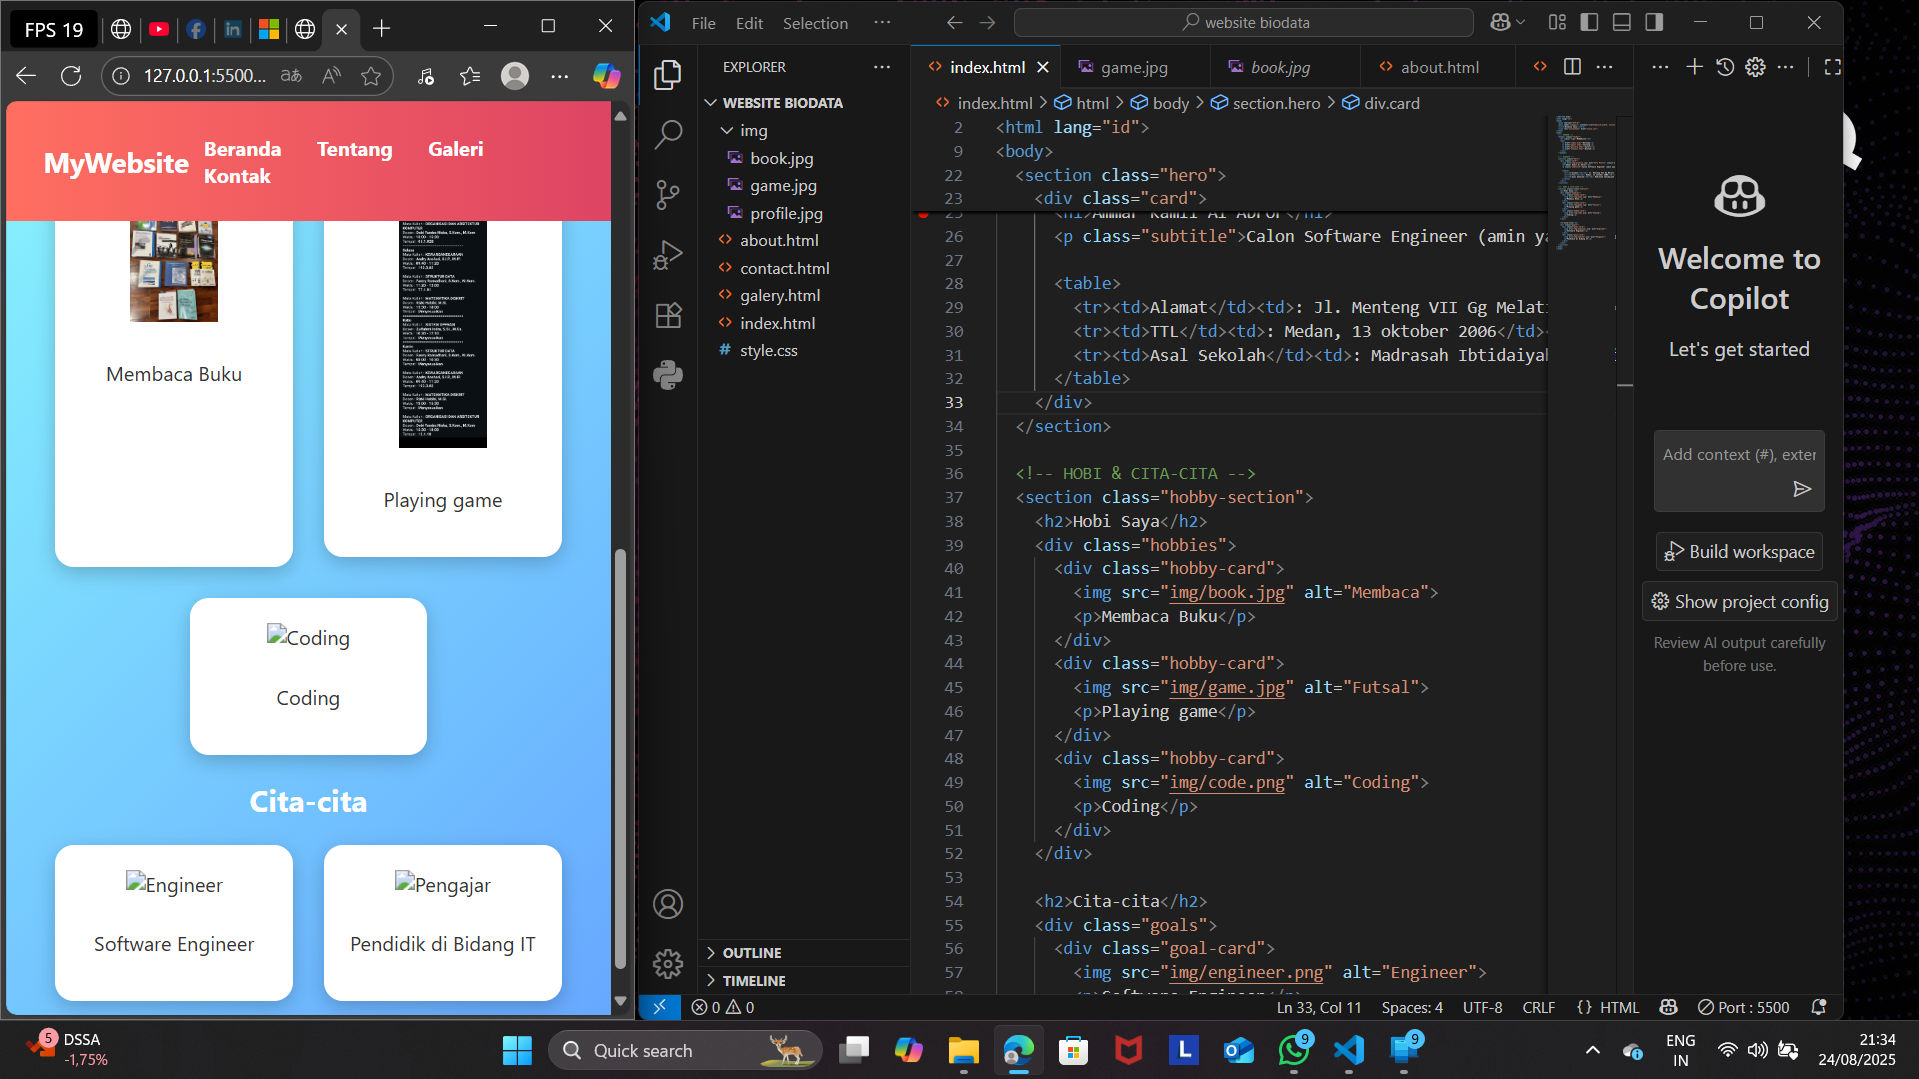 FPS 19
127.0.0.1:5500...
MyWebsite
Beranda
Tentang
Galeri
Kontak
Membaca Buku
Playing game
Coding
Coding
Cita-cita
Engineer
Software Engineer
Pengajar
Pendidik di Bidang IT
File
Edit
Selection
website biodata
EXPLORER
WEBSITE BIODATA
img
book.jpg
game.jpg
profile.jpg
about.html
contact.html
galery.html
index.html
style.css
OUTLINE
TIMELINE
index.html
game.jpg
book.jpg
about.html
index.html > html > body > section.hero > div.card
2 <html lang="id">
9 <body>
22 <section class="hero">
23 <div class="card">
25 <h1>Ammar Kamil Al Abror</h1>
26 <p class="subtitle">Calon Software Engineer (amin ya
27
28 <table>
29 <tr><td>Alamat</td><td>: Jl. Menteng VII Gg Melati
30 <tr><td>TTL</td><td>: Medan, 13 oktober 2006</td>
31 <tr><td>Asal Sekolah</td><td>: Madrasah Ibtidaiyah
32 </table>
33 </div>
34 </section>
35
36 <!-- HOBI & CITA-CITA -->
37 <section class="hobby-section">
38 <h2>Hobi Saya</h2>
39 <div class="hobbies">
40 <div class="hobby-card">
41 <img src="img/book.jpg" alt="Membaca">
42 <p>Membaca Buku</p>
43 </div>
44 <div class="hobby-card">
45 <img src="img/game.jpg" alt="Futsal">
46 <p>Playing game</p>
47 </div>
48 <div class="hobby-card">
49 <img src="img/code.png" alt="Coding">
50 <p>Coding</p>
51 </div>
52 </div>
53
54 <h2>Cita-cita</h2>
55 <div class="goals">
56 <div class="goal-card">
57 <img src="img/engineer.png" alt="Engineer">
58 <p>Software Engineer</p>
Welcome to
Copilot
Let's get started
Add context (#), exter
Build workspace
Show project config
Review AI output carefully
before use.
0
0
Ln 33, Col 11
Spaces: 4
UTF-8
CRLF
{} HTML
Port : 5500
5
DSSA
-1,75%
Quick search
L
9
9
ENG
IN
21:34
24/08/2025